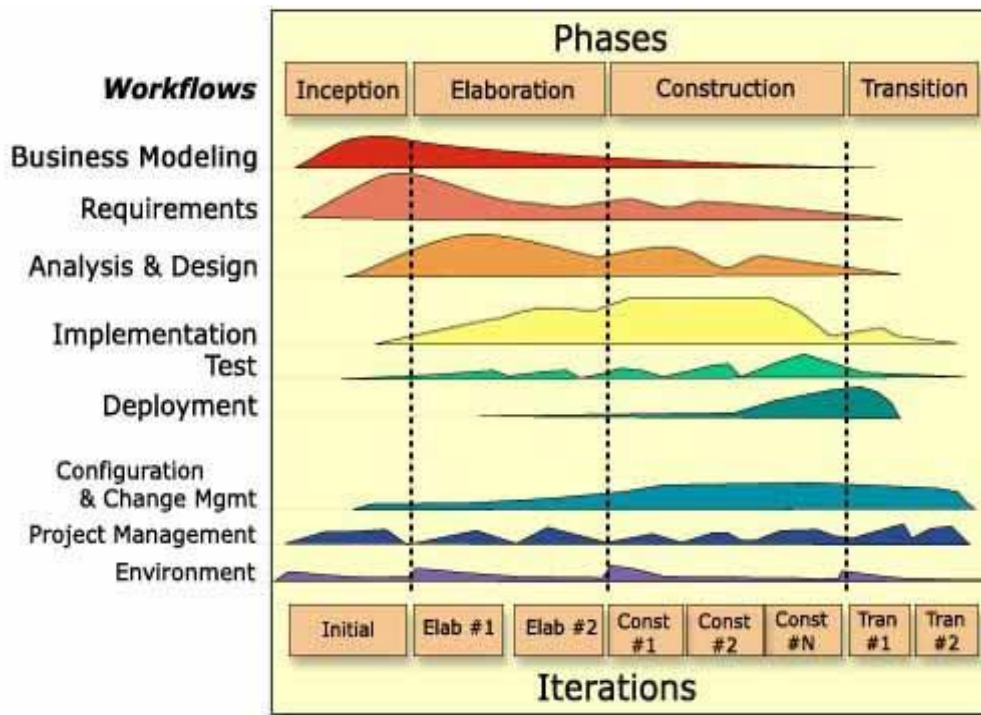 Phases
Workflows
Inception
Elaboration
Construction
Transition
Business Modeling
Requirements
Analysis & Design
Implementation
Test
Deployment
Configuration
& Change Mgmt
Project Management
Environment
Initial
Elab #1
Elab #2
Const
#1
Const
#2
Const
#N
Tran
#1
Tran
#2
Iterations